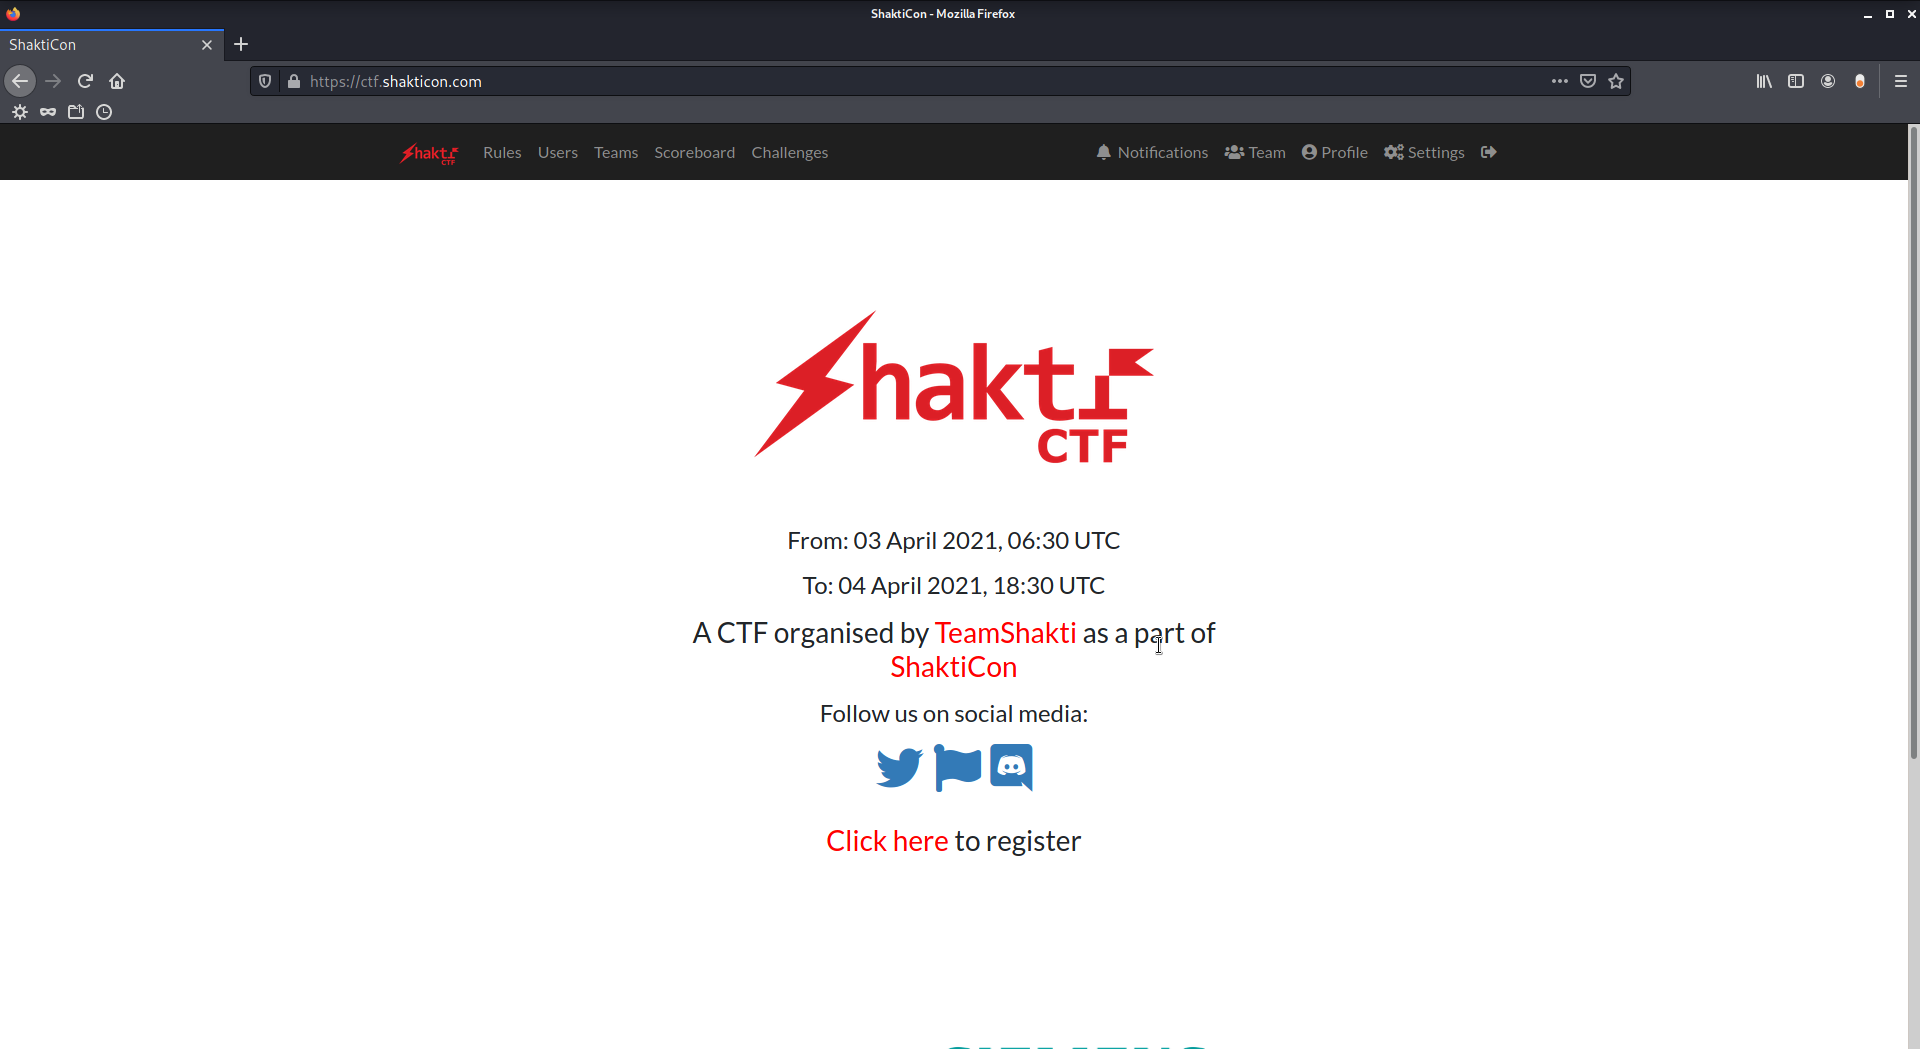 ShaktiCon - Mozilla Firefox
ShaktiCon
https://ctf.shakticon.com
Shakti CTF Rules Users Teams Scoreboard Challenges Notifications Team Profile Settings
Shakti
CTF
From: 03 April 2021, 06:30 UTC
To: 04 April 2021, 18:30 UTC
A CTF organised by TeamShakti as a part of
ShaktiCon
Follow us on social media:
Click here to register